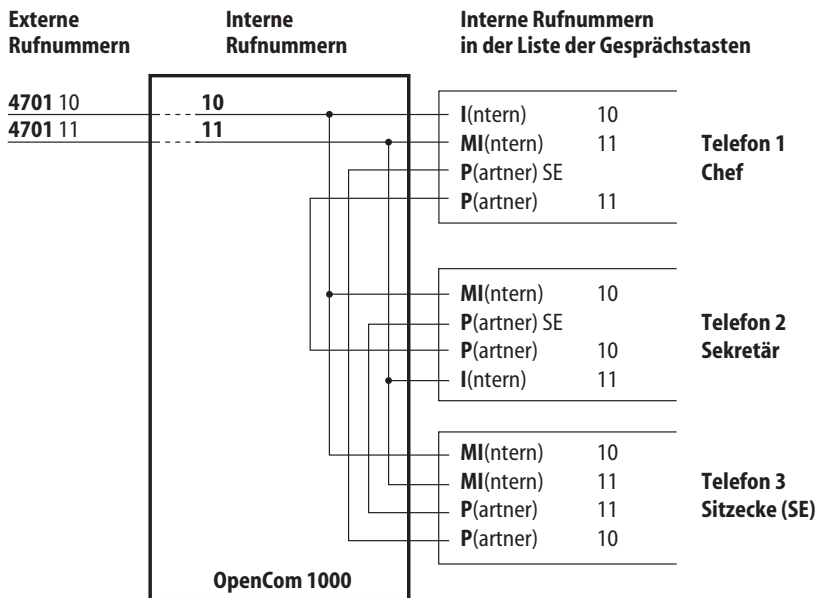 Externe Rufnummern
Interne Rufnummern
Interne Rufnummern in der Liste der Gesprächstasten
4701 10
10
4701 11
11
I(ntern) 10
MI(ntern) 11
P(artner) SE
P(artner) 11
Telefon 1
Chef
MI(ntern) 10
P(artner) SE
P(artner) 10
I(ntern) 11
Telefon 2
Sekretär
MI(ntern) 10
MI(ntern) 11
P(artner) 11
P(artner) 10
Telefon 3
Sitzecke (SE)
OpenCom 1000